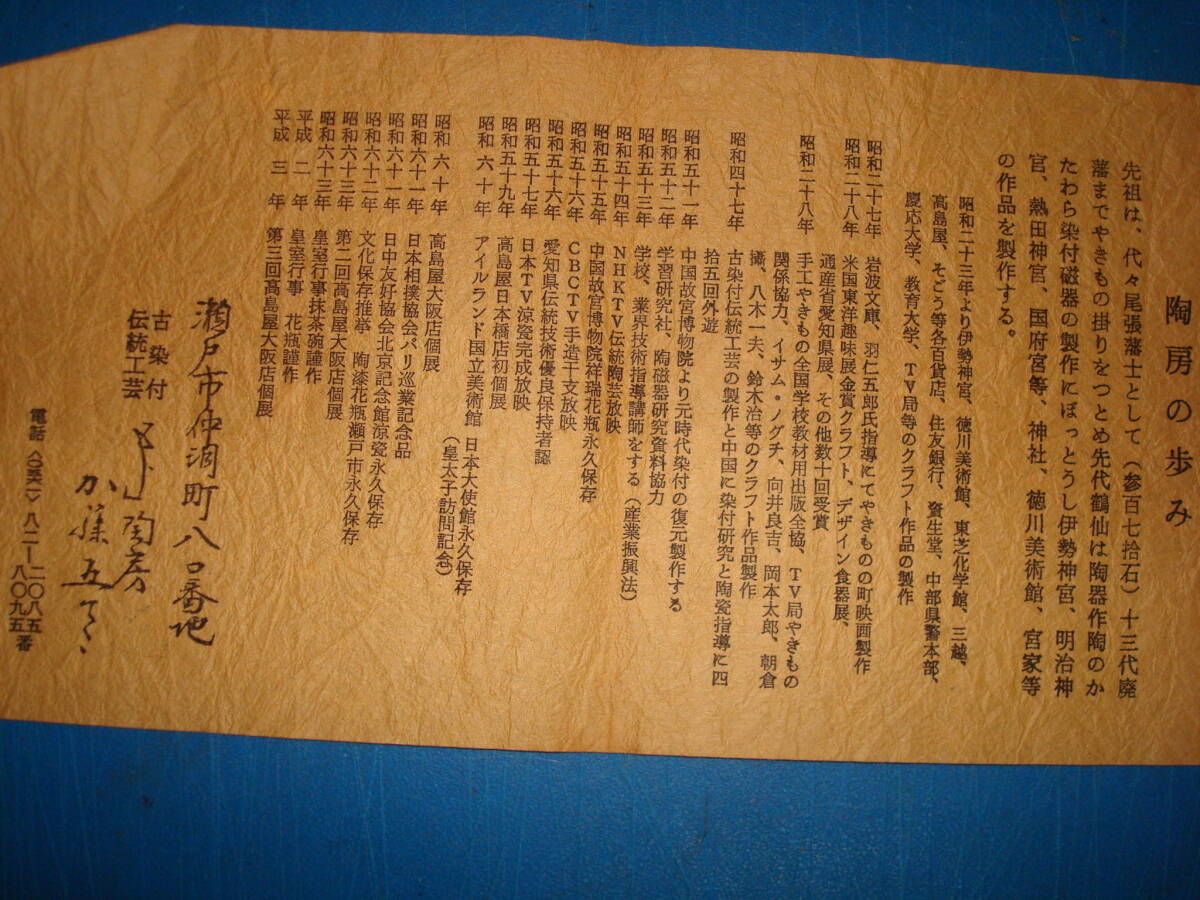 陶房の歩み
先祖は、代々尾張藩士として（参百七拾石）十三代廃
藩までやきもの掛りをつとめ先代鶴仙は陶器作陶のか
たわら染付磁器の製作にぼっとうし伊勢神宮、明治神
宮、熱田神宮、国府宮等、神社、徳川美術館、宮家等
の作品を製作する。
昭和二十三年より伊勢神宮、徳川美術館、東芝化学館、三越、
高島屋、そごう等各百貨店、住友銀行、資生堂、中部県警本部、
慶応大学、教育大学、TV局等のクラフト作品の製作
昭和二十七年 岩波文庫、羽仁五郎氏指導にてやきものの町映画製作
昭和二十八年 米国東洋趣味展金賞クラフト、デザイン食器展、
通産省愛知県展、その他数十回受賞
昭和二十八年 手工やきもの全国学校教材用出版全協、TV局やきもの
関係協力、イサム・ノグチ、向井良吉、岡本太郎、朝倉
攝、八木一夫、鈴木治等のクラフト作品製作
昭和四十七年 古染付伝統工芸の製作と中国に染付研究と陶瓷指導に四
拾五回外遊
昭和五十一年 中国故宮博物院より元時代染付の復元製作する
昭和五十二年 学習研究社、陶磁器研究資料協力
昭和五十三年 学校、業界技術指導講師をする（産業振興法）
昭和五十四年 NHKTV伝統陶芸放映
昭和五十五年 中国故宮博物院祥瑞花瓶永久保存
昭和五十六年 CBCTV手造干支放映
昭和五十六年 愛知県伝統技術優良保持者認
昭和五十七年 日本TV涼瓷完成放映
昭和五十九年 高島屋日本橋店初個展
昭和六十年 アイルランド国立美術館 日本大使館永久保存
（皇太子訪問記念）
昭和六十年 高島屋大阪店個展
昭和六十一年 日本相撲協会パリ巡業記念品
昭和六十一年 日中友好協会北京記念館涼瓷永久保存
昭和六十二年 文化保存推挙 陶漆花瓶瀬戸市永久保存
昭和六十三年 第二回高島屋大阪店個展
昭和六十三年 皇室行事抹茶碗謹作
平成二年 皇室行事 花瓶謹作
平成三年 第三回高島屋大阪店個展
瀬戸市仲洞町八〇番地
古染付
伝統工芸
陶房
加藤五
電話〈〇五六一〉八二―二〇八五
八〇九五番